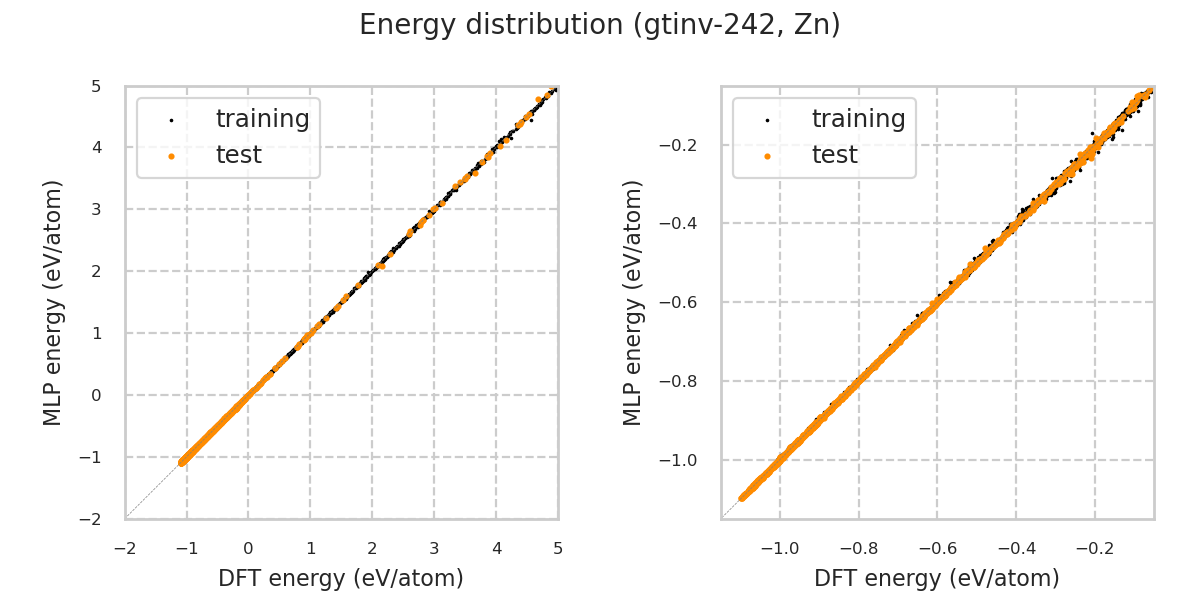 Energy distribution (gtinv-242, Zn)
training
test
5
4
3
2
1
0
−1
−2
−2
−1
0
1
2
3
4
5
MLP energy (eV/atom)
DFT energy (eV/atom)
training
test
−0.2
−0.4
−0.6
−0.8
−1.0
−1.0
−0.8
−0.6
−0.4
−0.2
MLP energy (eV/atom)
DFT energy (eV/atom)